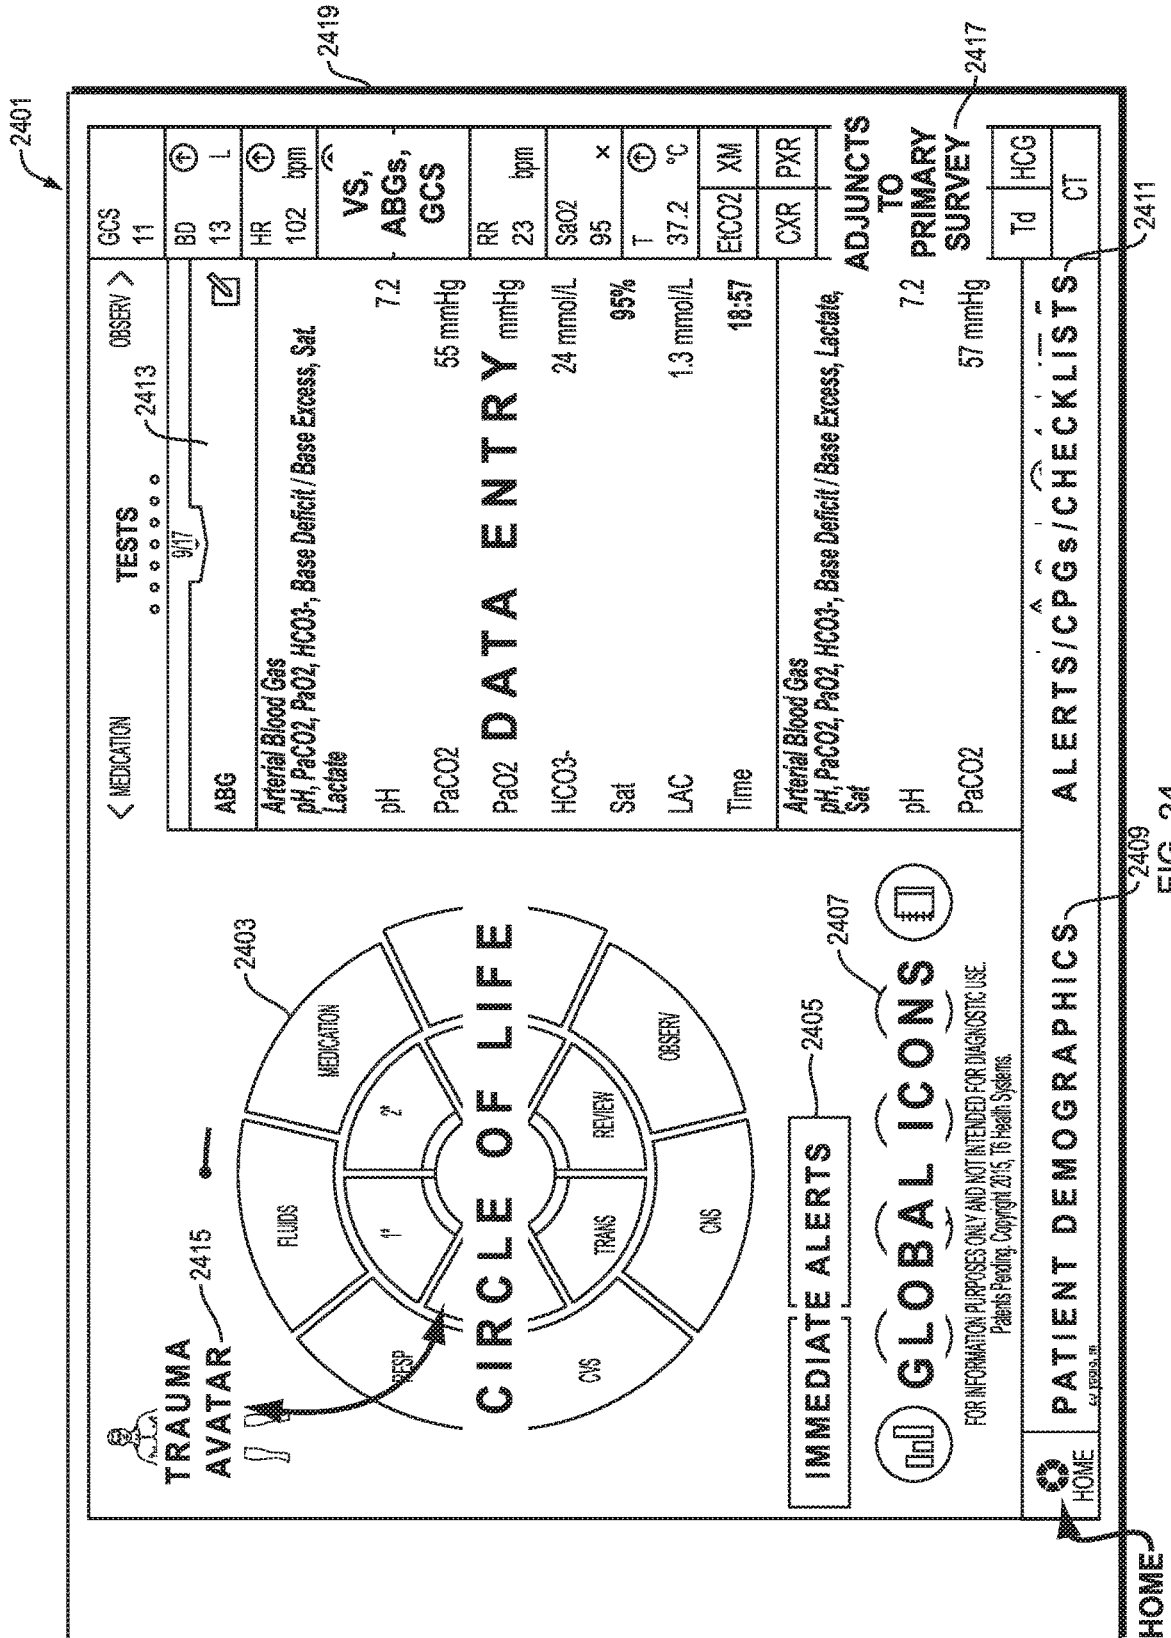 2401
2419
TRAUMA
AVATAR
2415
FLUIDS
MEDICATION
2403
RESP
1°
2°
CIRCLE OF LIFE
CVS
TRANS
REVIEW
CNS
OBSERV
IMMEDIATE ALERTS
2405
GLOBAL ICONS
2407
FOR INFORMATION PURPOSES ONLY AND NOT INTENDED FOR DIAGNOSTIC USE.
Patents Pending. Copyright 2015, T6 Health Systems.
< MEDICATION
TESTS
OBSERV >
9/17
2413
ABG
Arterial Blood Gas
pH, PaCO2, PaO2, HCO3-, Base Deficit / Base Excess, Sat.
Lactate
pH 7.2
PaCO2 55 mmHg
PaO2 DATA ENTRY mmHg
HCO3- 24 mmol/L
Sat 95%
LAC 1.3 mmol/L
Time 18:57
Arterial Blood Gas
pH, PaCO2, PaO2, HCO3-, Base Deficit / Base Excess, Lactate,
Sat
pH 7.2
PaCO2 57 mmHg
GCS
11
BD
13 L
HR
102 bpm
VS,
ABGs,
GCS
RR
23 bpm
SaO2
95 x
T
37.2 °C
EtCO2 XM
CXR PXR
ADJUNCTS
TO
PRIMARY
SURVEY
2417
Td HCG
CT
HOME
PATIENT DEMOGRAPHICS
2409
ALERTS/CPGs/CHECKLISTS
2411
HOME
FIG. 24